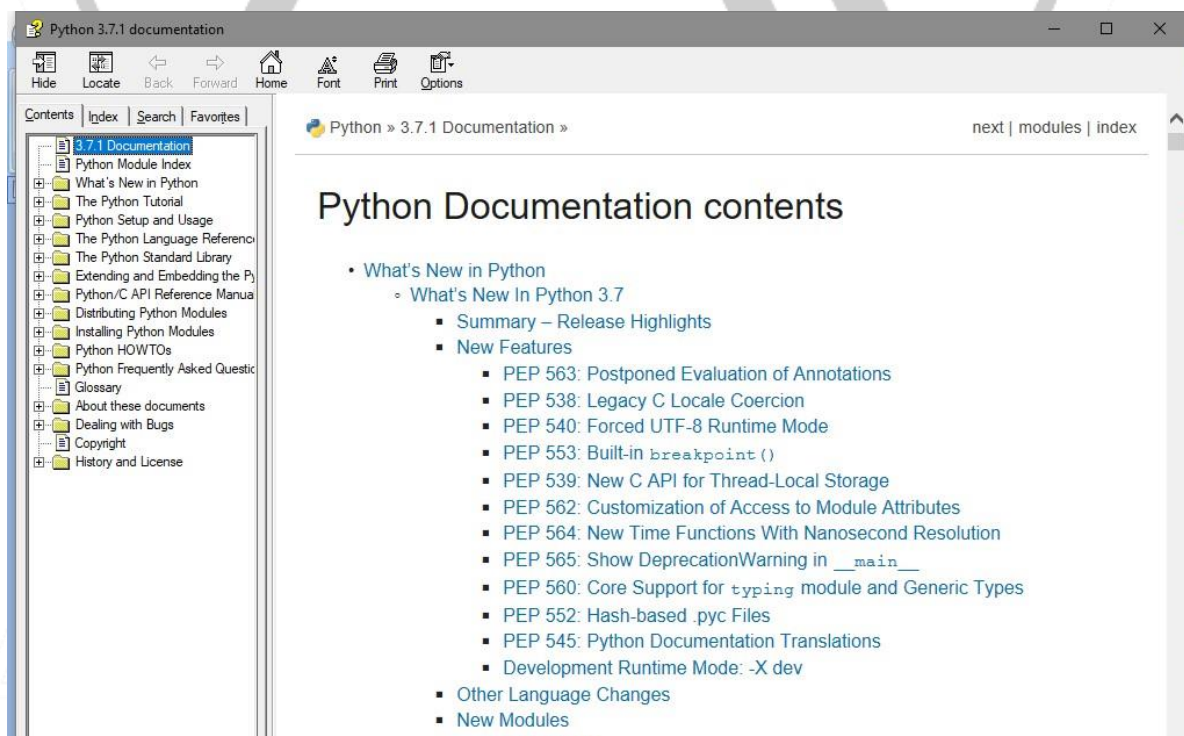 Python 3.7.1 documentation
Hide Locate Back Forward Home Font Print Options
Contents Index Search Favorites
3.7.1 Documentation
Python Module Index
What's New in Python
The Python Tutorial
Python Setup and Usage
The Python Language Referenc
The Python Standard Library
Extending and Embedding the Py
Python/C API Reference Manua
Distributing Python Modules
Installing Python Modules
Python HOWTOs
Python Frequently Asked Questic
Glossary
About these documents
Dealing with Bugs
Copyright
History and License
Python » 3.7.1 Documentation »
next | modules | index
Python Documentation contents
• What's New in Python
◦ What's New In Python 3.7
▪ Summary – Release Highlights
▪ New Features
▪ PEP 563: Postponed Evaluation of Annotations
▪ PEP 538: Legacy C Locale Coercion
▪ PEP 540: Forced UTF-8 Runtime Mode
▪ PEP 553: Built-in breakpoint()
▪ PEP 539: New C API for Thread-Local Storage
▪ PEP 562: Customization of Access to Module Attributes
▪ PEP 564: New Time Functions With Nanosecond Resolution
▪ PEP 565: Show DeprecationWarning in __main__
▪ PEP 560: Core Support for typing module and Generic Types
▪ PEP 552: Hash-based .pyc Files
▪ PEP 545: Python Documentation Translations
▪ Development Runtime Mode: -X dev
▪ Other Language Changes
▪ New Modules